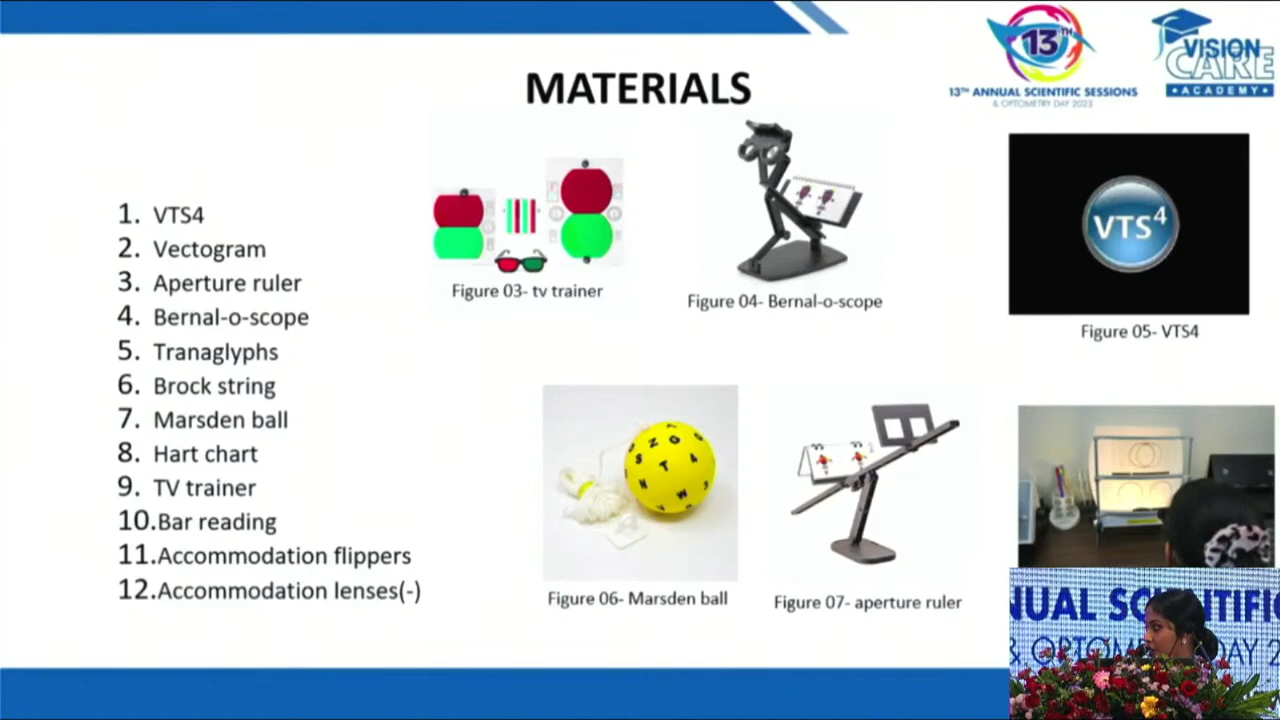 13TH
13TH ANNUAL SCIENTIFIC SESSIONS
& OPTOMETRY DAY 2023
VISION
CARE
• ACADEMY •
MATERIALS
1. VTS4
2. Vectogram
3. Aperture ruler
4. Bernal-o-scope
5. Tranaglyphs
6. Brock string
7. Marsden ball
8. Hart chart
9. TV trainer
10.Bar reading
11.Accommodation flippers
12.Accommodation lenses(-)
Figure 03- tv trainer
Figure 04- Bernal-o-scope
VTS4
Figure 05- VTS4
Figure 06- Marsden ball
Figure 07- aperture ruler
NUAL SCIENTIFIC
& OPTOM DAY 2